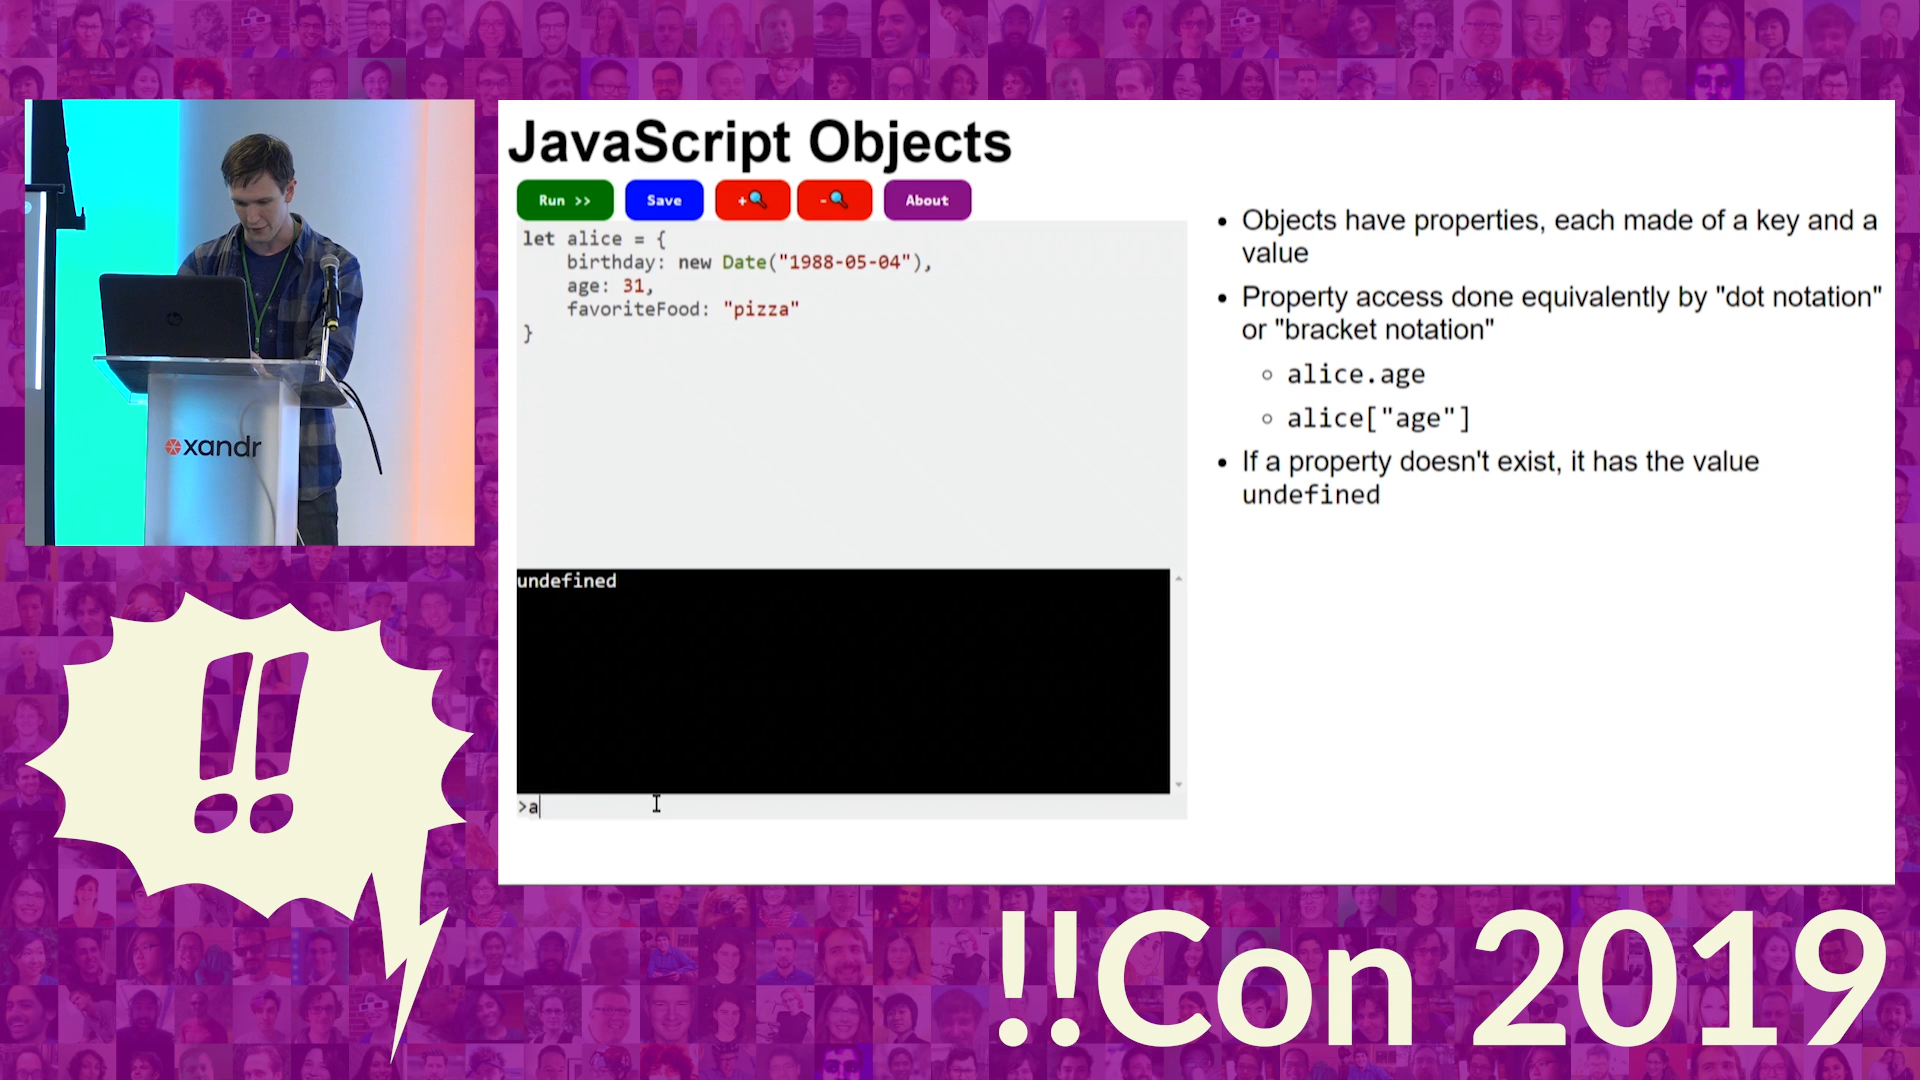 JavaScript Objects
Run >>
Save
+
-
About
let alice = {
birthday: new Date("1988-05-04"),
age: 31,
favoriteFood: "pizza"
}
undefined
>a
• Objects have properties, each made of a key and a
value
• Property access done equivalently by "dot notation"
or "bracket notation"
○ alice.age
○ alice["age"]
• If a property doesn't exist, it has the value
undefined
xandr
!!
!!Con 2019